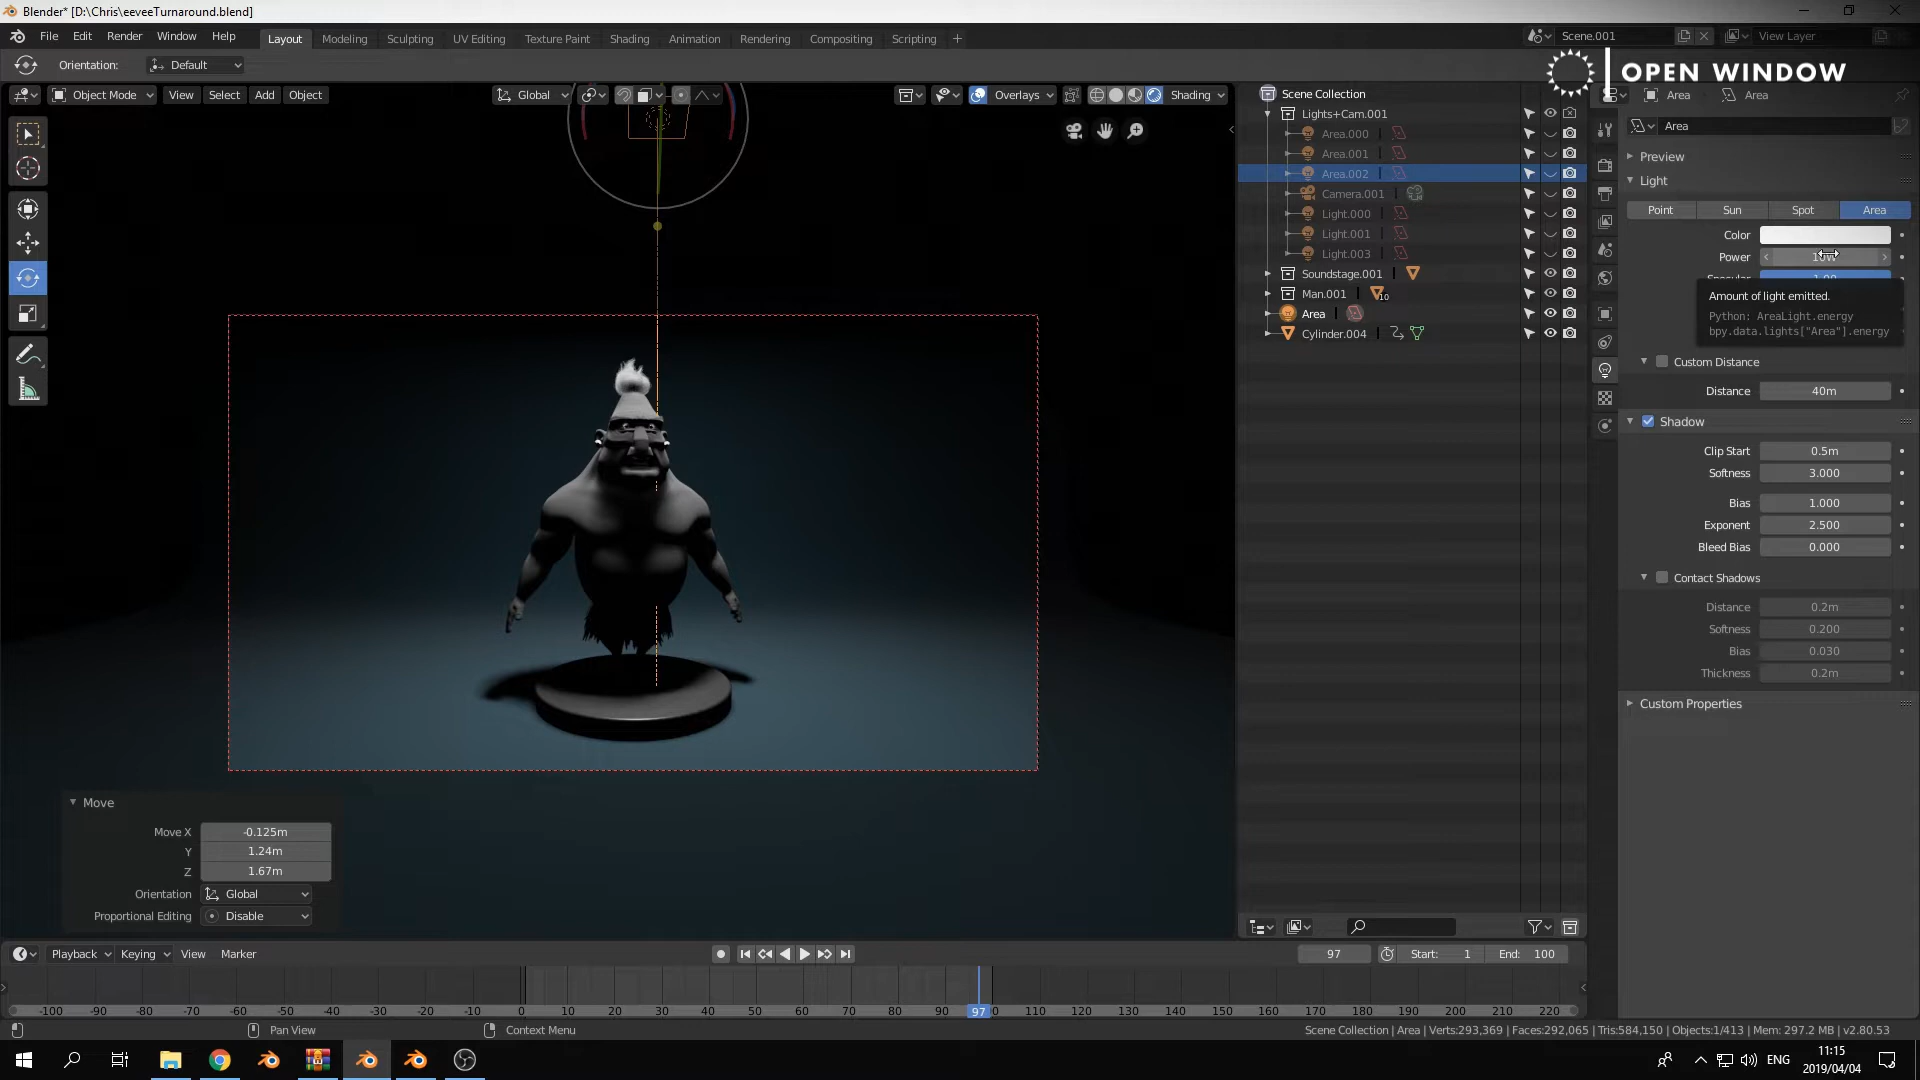 Blender* [D:\Chris\eeveeTurnaround.blend]
File Edit Render Window Help Layout Modeling Sculpting UV Editing Texture Paint Shading Animation Rendering Compositing Scripting + Scene.001 View Layer
Orientation: Default
OPEN WINDOW
Object Mode View Select Add Object Global Overlays Shading
Scene Collection
Lights+Cam.001
Area.000
Area.001
Area.002
Camera.001
Light.000
Light.001
Light.003
Soundstage.001
Man.001 10
Area
Cylinder.004
Area Area
Area
Preview
Light
Point Sun Spot Area
Color
Power
Specular 1.00
Amount of light emitted.
Python: AreaLight.energy
bpy.data.lights["Area"].energy
Custom Distance
Distance 40m
Shadow
Clip Start 0.5m
Softness 3.000
Bias 1.000
Exponent 2.500
Bleed Bias 0.000
Contact Shadows
Distance 0.2m
Softness 0.200
Bias 0.030
Thickness 0.2m
Custom Properties
Move
Move X -0.125m
Y 1.24m
Z 1.67m
Orientation Global
Proportional Editing Disable
Playback Keying View Marker 97 Start: 1 End: 100
-100 -90 -80 -70 -60 -50 -40 -30 -20 -10 0 10 20 30 40 50 60 70 80 90 97 0 110 120 130 140 150 160 170 180 190 200 210 220
Pan View Context Menu Scene Collection | Area | Verts:293,369 | Faces:292,065 | Tris:584,150 | Objects:1/413 | Mem: 297.2 MB | v2.80.53
ENG
11:15
2019/04/04